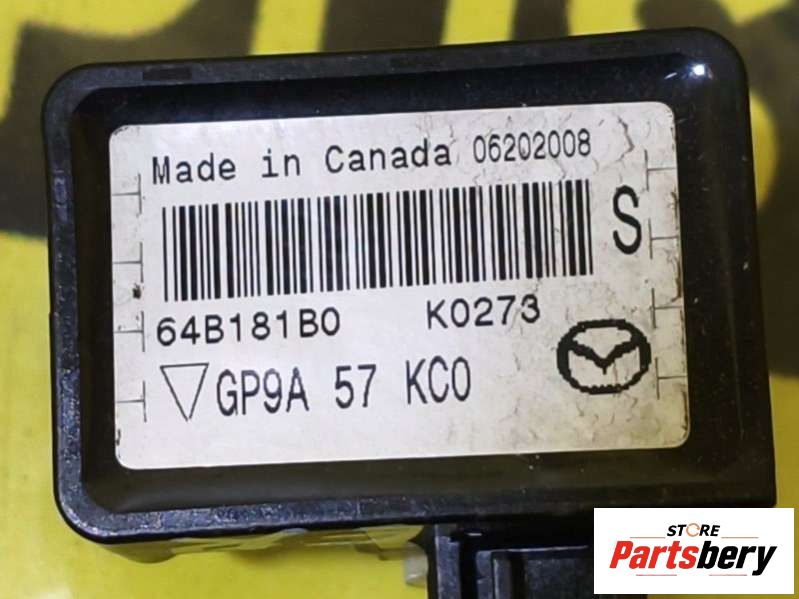 Made in Canada 06202008
S
64B181B0 K0273
GP9A 57 KC0
STORE
Partsbery